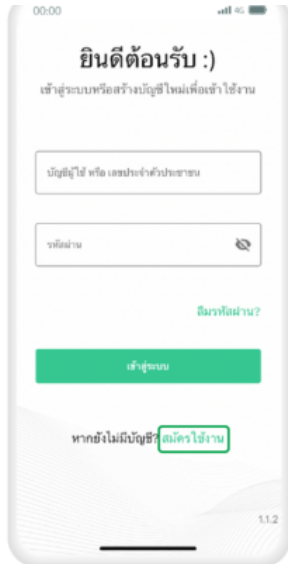 00:00 4G
ยินดีต้อนรับ :)
เข้าสู่ระบบหรือสร้างบัญชีใหม่เพื่อเข้าใช้งาน
บัญชีผู้ใช้ หรือ เลขประจำตัวประชาชน
รหัสผ่าน
ลืมรหัสผ่าน?
เข้าสู่ระบบ
หากยังไม่มีบัญชี? สมัครใช้งาน
1.1.2